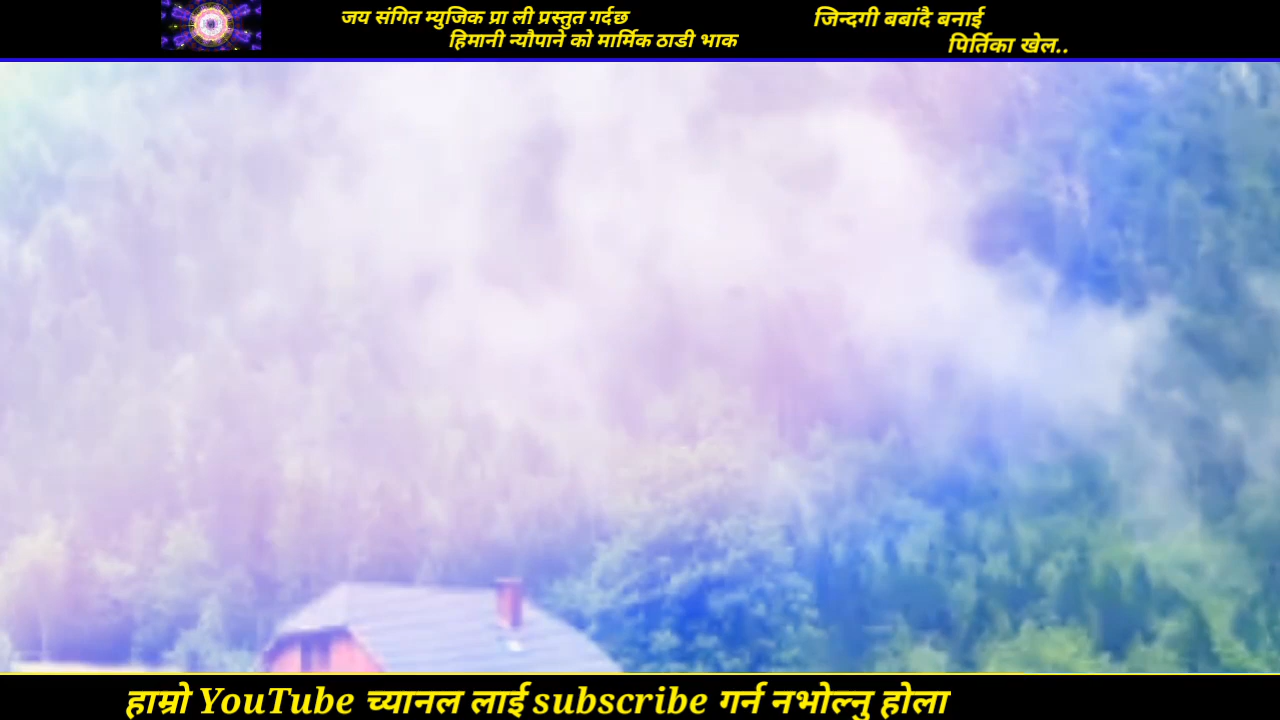 जय संगित म्युजिक प्रा ली प्रस्तुत गर्दछ
हिमानी न्यौपाने को मार्मिक ठाडी भाक
जिन्दगी बबांदै बनाई
पिर्तिका खेल..
हाम्रो YouTube च्यानल लाई subscribe गर्न नभोल्नु होला